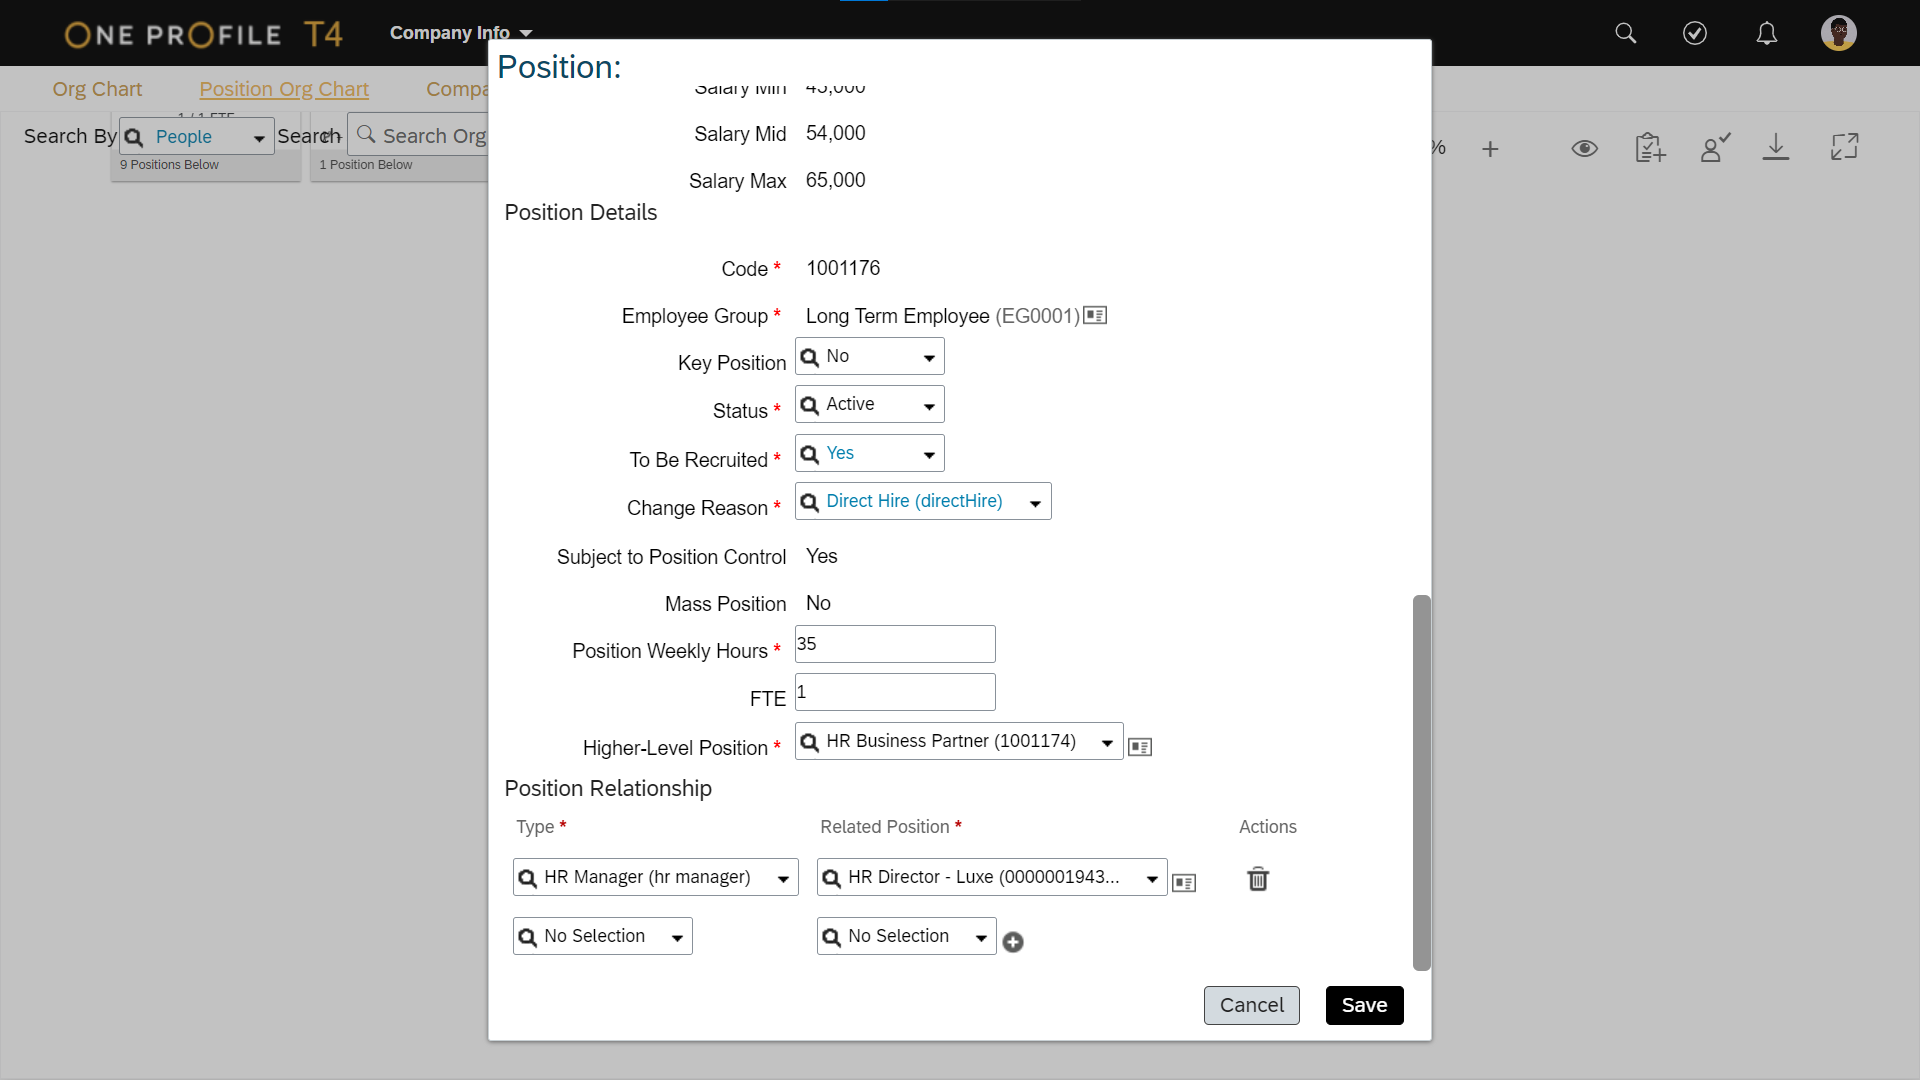 ONE PROFILE T4
Company Info
Org Chart
Position Org Chart
Compa
Search By
People
Search
Search Org
9 Positions Below
1 Position Below
%
Position:
Salary Min 45,000
Salary Mid 54,000
Salary Max 65,000
Position Details
Code * 1001176
Employee Group * Long Term Employee (EG0001)
Key Position No
Status * Active
To Be Recruited * Yes
Change Reason * Direct Hire (directHire)
Subject to Position Control Yes
Mass Position No
Position Weekly Hours * 35
FTE 1
Higher-Level Position * HR Business Partner (1001174)
Position Relationship
Type * Related Position * Actions
HR Manager (hr manager) HR Director - Luxe (0000001943...
No Selection No Selection
Cancel Save